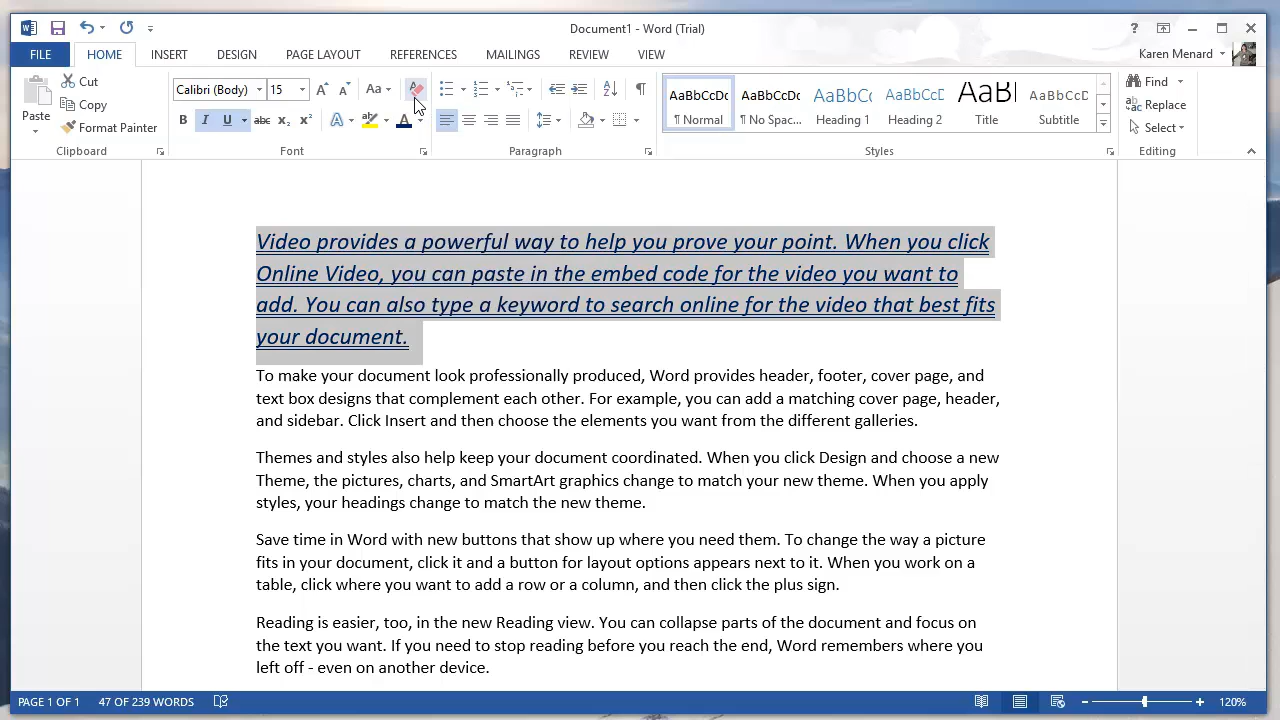 Document1 - Word (Trial)
FILE HOME INSERT DESIGN PAGE LAYOUT REFERENCES MAILINGS REVIEW VIEW Karen Menard
Paste
Cut
Copy
Format Painter
Clipboard
Calibri (Body) 15
Font
Paragraph
AaBbCcDc AaBbCcDc AaBbCc AaBbCcD AaBl AaBbCcD
¶ Normal ¶ No Spac... Heading 1 Heading 2 Title Subtitle
Styles
Find
Replace
Select
Editing
Video provides a powerful way to help you prove your point. When you click
Online Video, you can paste in the embed code for the video you want to
add. You can also type a keyword to search online for the video that best fits
your document.
To make your document look professionally produced, Word provides header, footer, cover page, and
text box designs that complement each other. For example, you can add a matching cover page, header,
and sidebar. Click Insert and then choose the elements you want from the different galleries.
Themes and styles also help keep your document coordinated. When you click Design and choose a new
Theme, the pictures, charts, and SmartArt graphics change to match your new theme. When you apply
styles, your headings change to match the new theme.
Save time in Word with new buttons that show up where you need them. To change the way a picture
fits in your document, click it and a button for layout options appears next to it. When you work on a
table, click where you want to add a row or a column, and then click the plus sign.
Reading is easier, too, in the new Reading view. You can collapse parts of the document and focus on
the text you want. If you need to stop reading before you reach the end, Word remembers where you
left off - even on another device.
PAGE 1 OF 1 47 OF 239 WORDS 120%